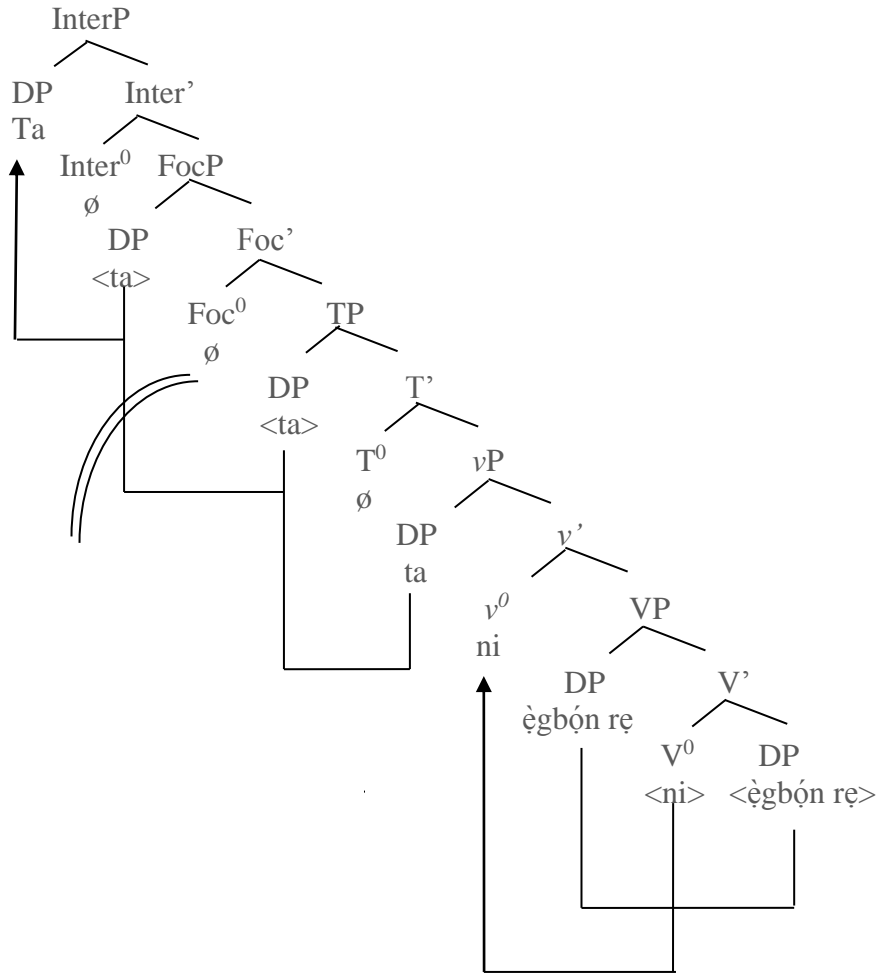 InterP
DP Inter’
Ta
Inter⁰ FocP
ø
DP Foc’
<ta>
Foc⁰ TP
ø
DP T’
<ta>
T⁰ vP
ø
DP v’
ta
v⁰ VP
ni
DP V’
ẹ̀gbọ́n rẹ
V⁰ DP
<ni> <ẹ̀gbọ́n rẹ>